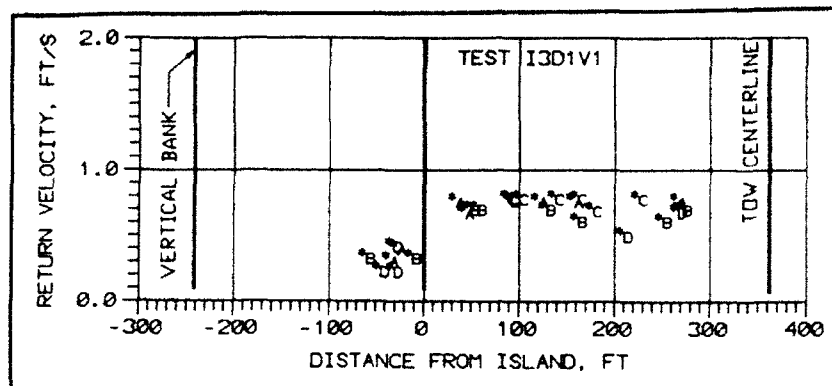 TEST I3D1V1
2.0
1.0
0.0
RETURN VELOCITY, FT/S
VERTICAL BANK
TOW CENTERLINE
-300 -200 -100 0 100 200 300 400
DISTANCE FROM ISLAND, FT